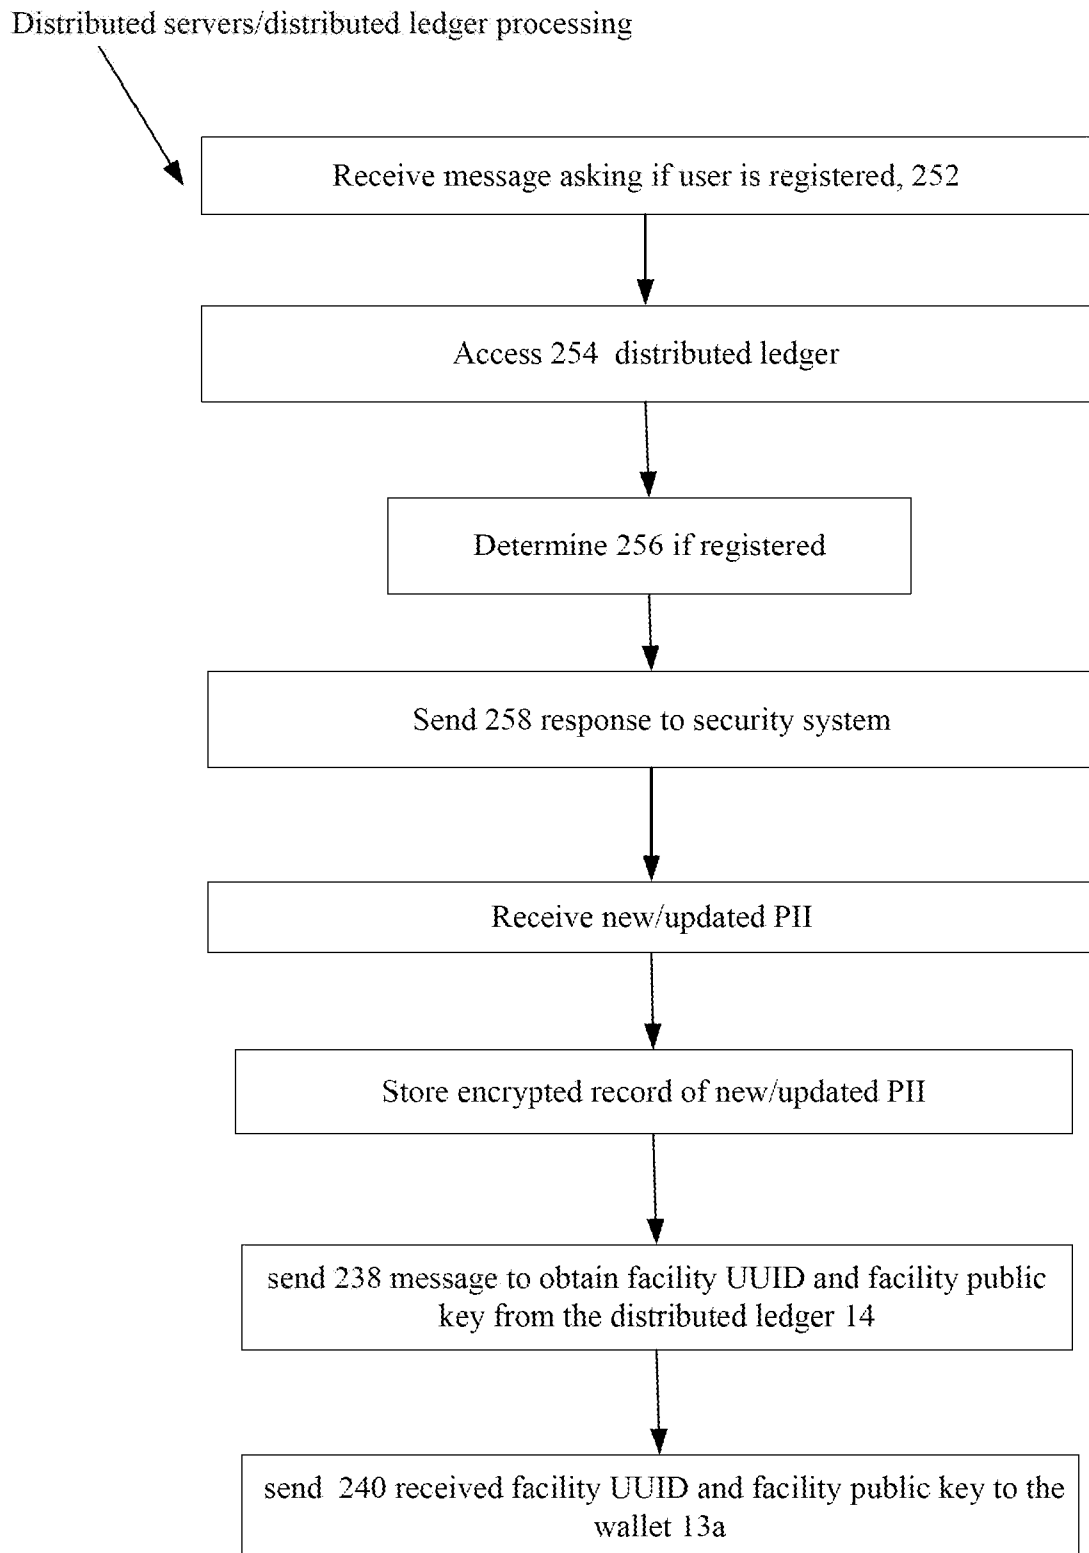 Distributed servers/distributed ledger processing
Receive message asking if user is registered, 252
Access 254 distributed ledger
Determine 256 if registered
Send 258 response to security system
Receive new/updated PII
Store encrypted record of new/updated PII
send 238 message to obtain facility UUID and facility public
key from the distributed ledger 14
send 240 received facility UUID and facility public key to the
wallet 13a